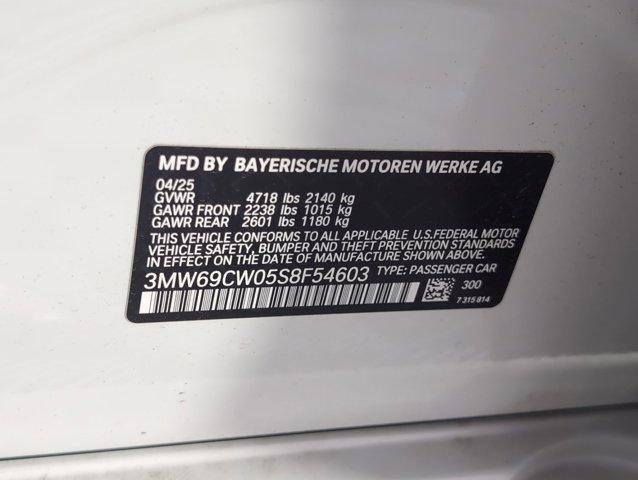 MFD BY BAYERISCHE MOTOREN WERKE AG
04/25
GVWR 4718 lbs 2140 kg
GAWR FRONT 2238 lbs 1015 kg
GAWR REAR 2601 lbs 1180 kg
THIS VEHICLE CONFORMS TO ALL APPLICABLE U.S.FEDERAL MOTOR
VEHICLE SAFETY, BUMPER AND THEFT PREVENTION STANDARDS
IN EFFECT ON THE DATE OF MANUFACTURE SHOWN ABOVE.
3MW69CW05S8F54603 TYPE: PASSENGER CAR
300
7 315 814